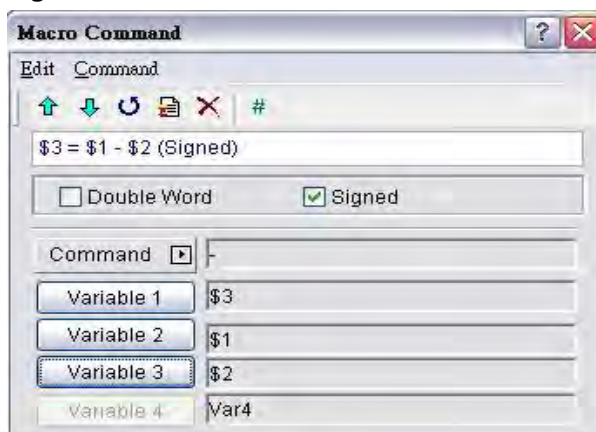 Macro Command
Edit Command
#
$3 = $1 - $2 (Signed)
Double Word Signed
Command -
Variable 1 $3
Variable 2 $1
Variable 3 $2
Variable 4 Var4